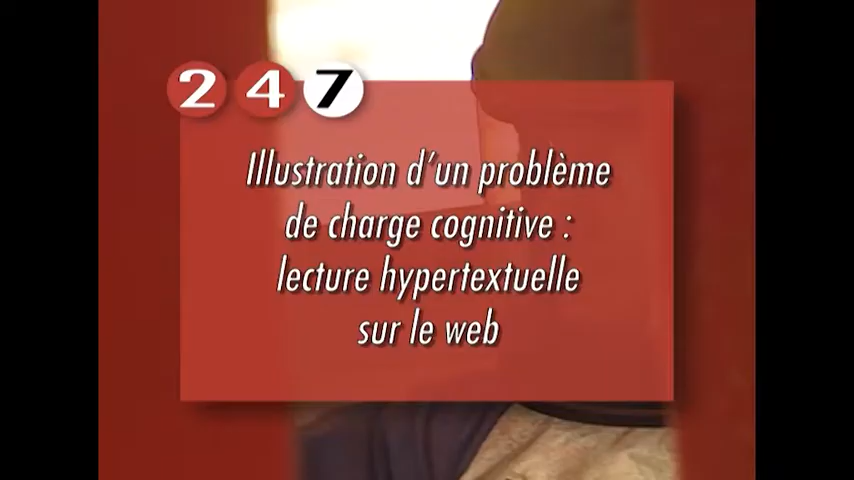 2 4 7
Illustration d'un problème
de charge cognitive :
lecture hypertextuelle
sur le web